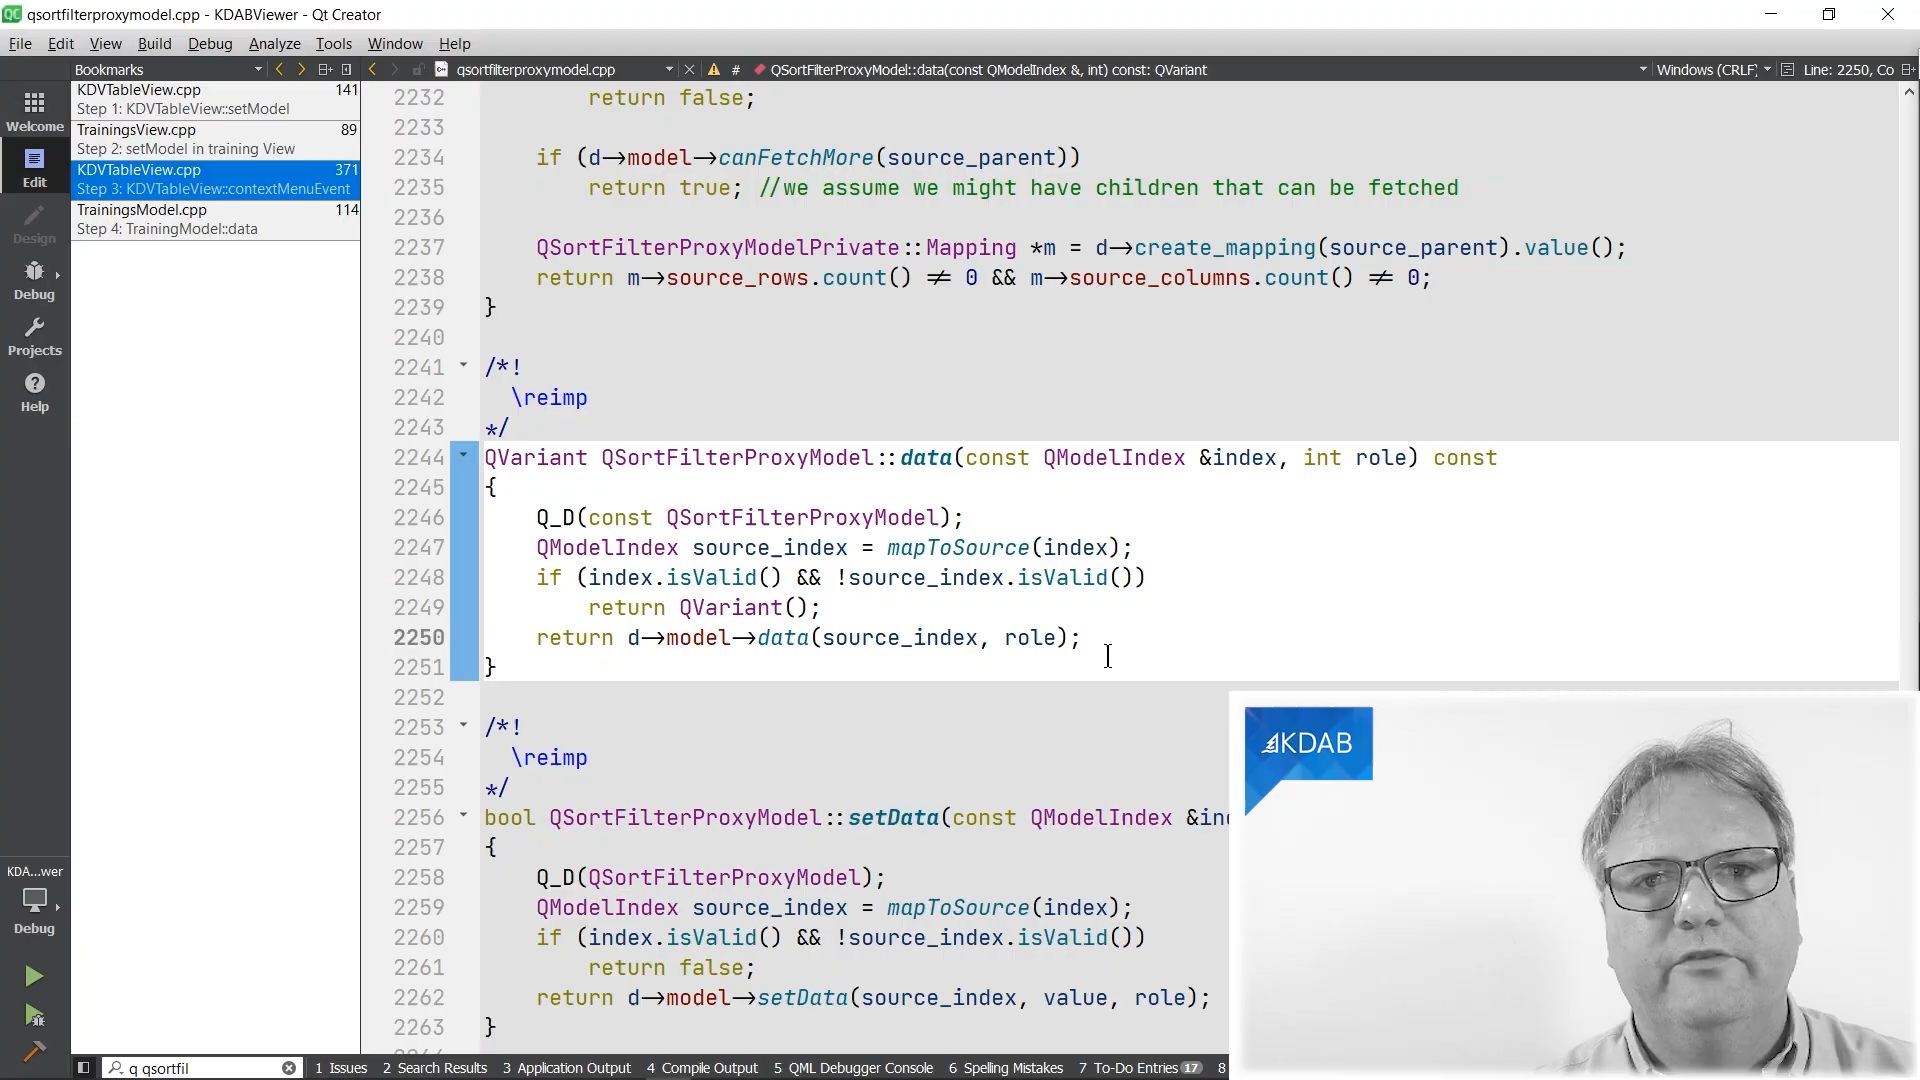 qsortfilterproxymodel.cpp - KDABViewer - Qt Creator
File Edit View Build Debug Analyze Tools Window Help
Bookmarks
qsortfilterproxymodel.cpp
# QSortFilterProxyModel::data(const QModelIndex &, int) const: QVariant
Windows (CRLF)
Line: 2250, Co
Welcome
Edit
Design
Debug
Projects
Help
KDA...wer
Debug
KDVTableView.cpp 141
Step 1: KDVTableView::setModel
TrainingsView.cpp 89
Step 2: setModel in training View
KDVTableView.cpp 371
Step 3: KDVTableView::contextMenuEvent
TrainingsModel.cpp 114
Step 4: TrainingModel::data
2232 return false;
2233
2234 if (d→model→canFetchMore(source_parent))
2235 return true; //we assume we might have children that can be fetched
2236
2237 QSortFilterProxyModelPrivate::Mapping *m = d→create_mapping(source_parent).value();
2238 return m→source_rows.count() ≠ 0 && m→source_columns.count() ≠ 0;
2239 }
2240
2241 /*!
2242 \reimp
2243 */
2244 QVariant QSortFilterProxyModel::data(const QModelIndex &index, int role) const
2245 {
2246 Q_D(const QSortFilterProxyModel);
2247 QModelIndex source_index = mapToSource(index);
2248 if (index.isValid() && !source_index.isValid())
2249 return QVariant();
2250 return d→model→data(source_index, role);
2251 }
2252
2253 /*!
2254 \reimp
2255 */
2256 bool QSortFilterProxyModel::setData(const QModelIndex &ind
2257 {
2258 Q_D(QSortFilterProxyModel);
2259 QModelIndex source_index = mapToSource(index);
2260 if (index.isValid() && !source_index.isValid())
2261 return false;
2262 return d→model→setData(source_index, value, role);
2263 }
KDAB
q qsortfil
1 Issues 2 Search Results 3 Application Output 4 Compile Output 5 QML Debugger Console 6 Spelling Mistakes 7 To-Do Entries 17 8